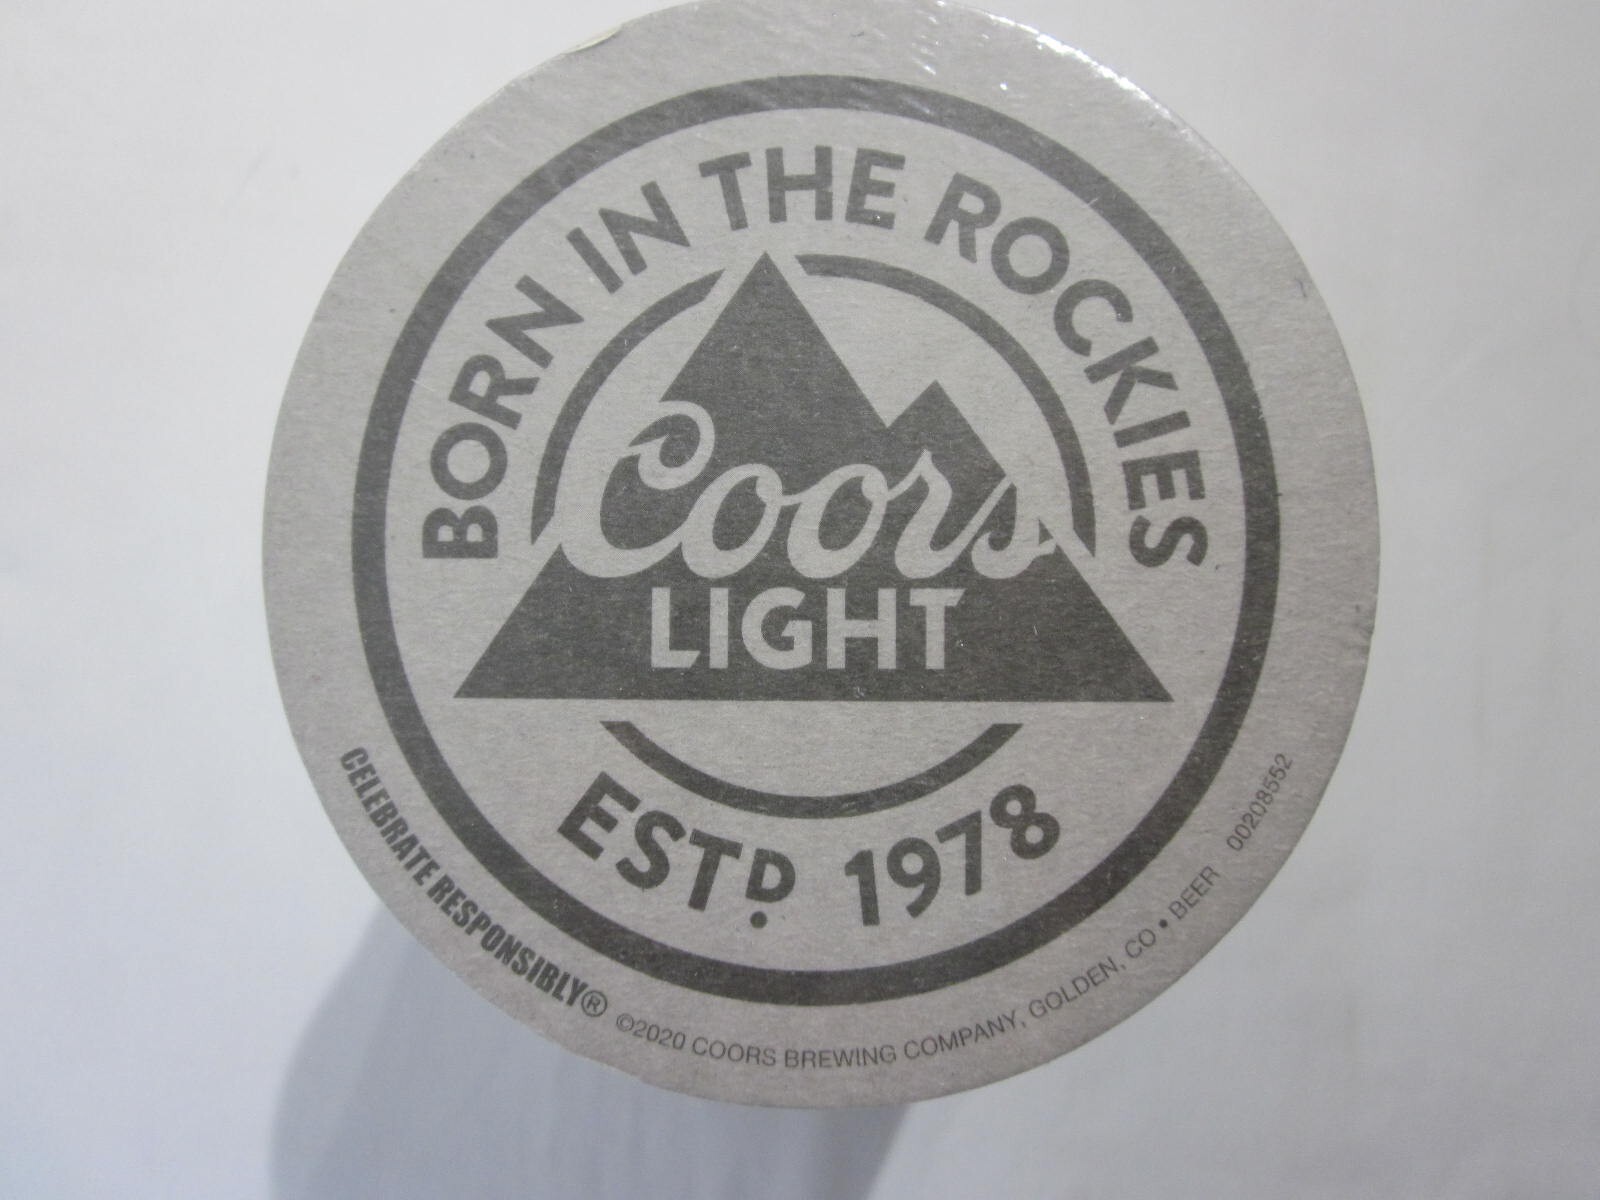 BORN IN THE ROCKIES
Coors
LIGHT
ESTD. 1978
CELEBRATE RESPONSIBLY®
©2020 COORS BREWING COMPANY, GOLDEN, CO • BEER 00208552